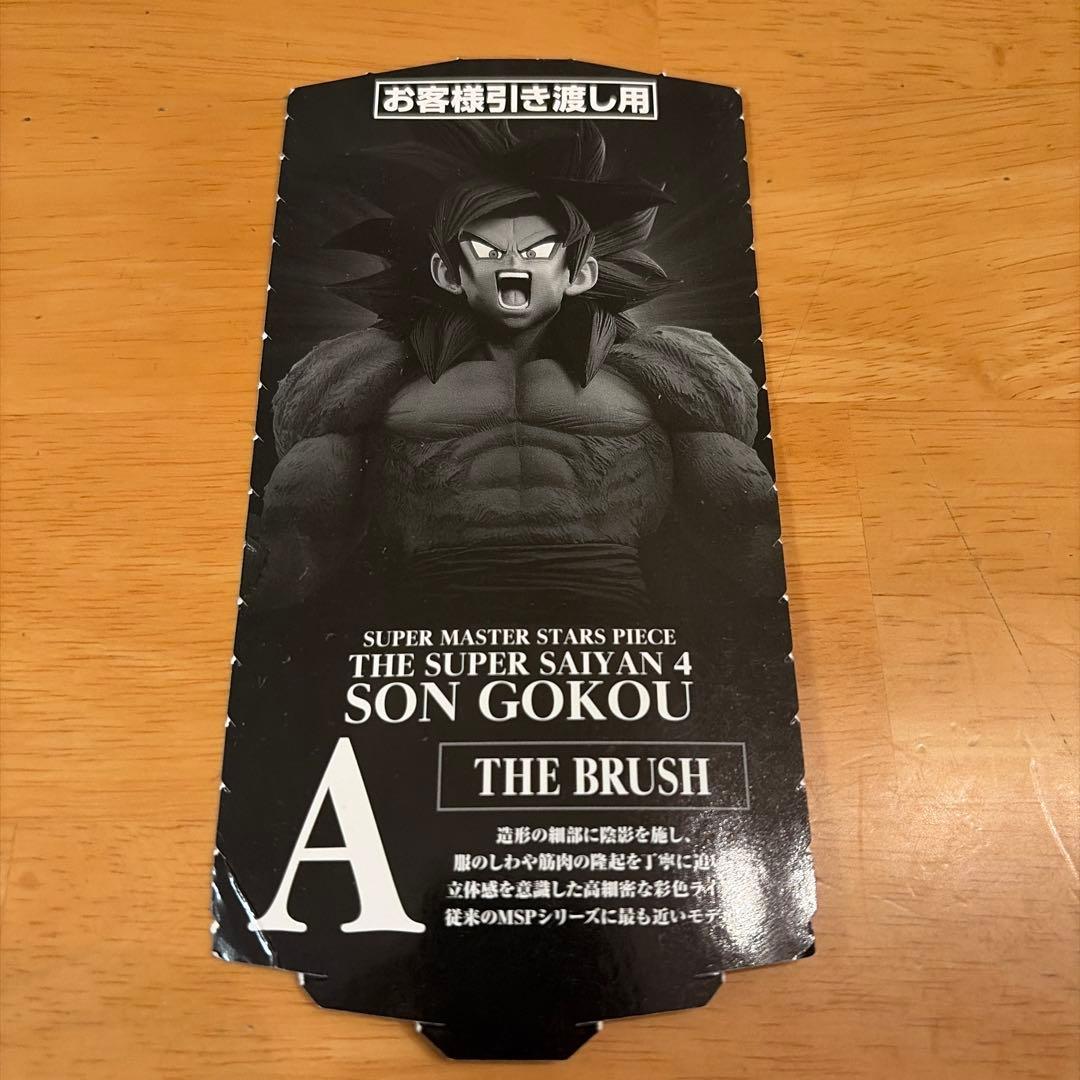 お客様引き渡し用
SUPER MASTER STARS PIECE
THE SUPER SAIYAN 4
SON GOKOU
A
THE BRUSH
造形の細部に陰影を施し、
服のしわや筋肉の隆起を丁寧に追い
立体感を意識した高細密な彩色ライ
従来のMSPシリーズに最も近いモデ